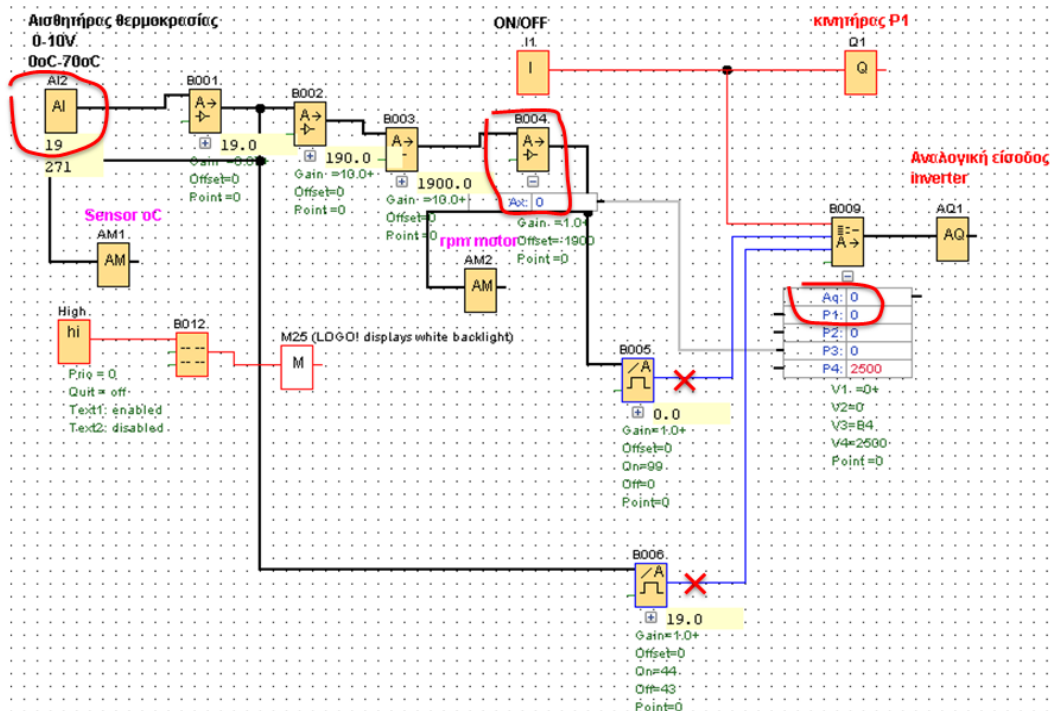 Αισθητήρας θερμοκρασίας
0-10V
0oC-70oC
AI2
AI
19
271
B001
A→
19.0
Offset=0
Point=0
B002
A→
190.0
Gain =10.0+
Offset=0
Point=0
B003
A→
1900.0
Gain =10.0+
Offset=0
Point=0
ON/OFF
I1
I
B004
A→
Ax: 0
Gain =1.0+
Offset=-1900
Point=0
κινητήρας P1
Q1
Q
Αναλογική είσοδος
inverter
B009
A→
AQ1
AQ
Aq: 0
P1: 0
P2: 0
P3: 0
P4: 2500
V1 =0+
V2=0
V3=B4
V4=2500
Point=0
Sensor oC
AM1
AM
rpm motor
AM2
AM
High
hi
Prio = 0
Quit = off
Text1: enabled
Text2: disabled
B012
M25 (LOGO! displays white backlight)
M
B005
/A
0.0
Gain=1.0+
Offset=0
On=99
Off=0
Point=0
B006
/A
19.0
Gain=1.0+
Offset=0
On=44
Off=43
Point=0